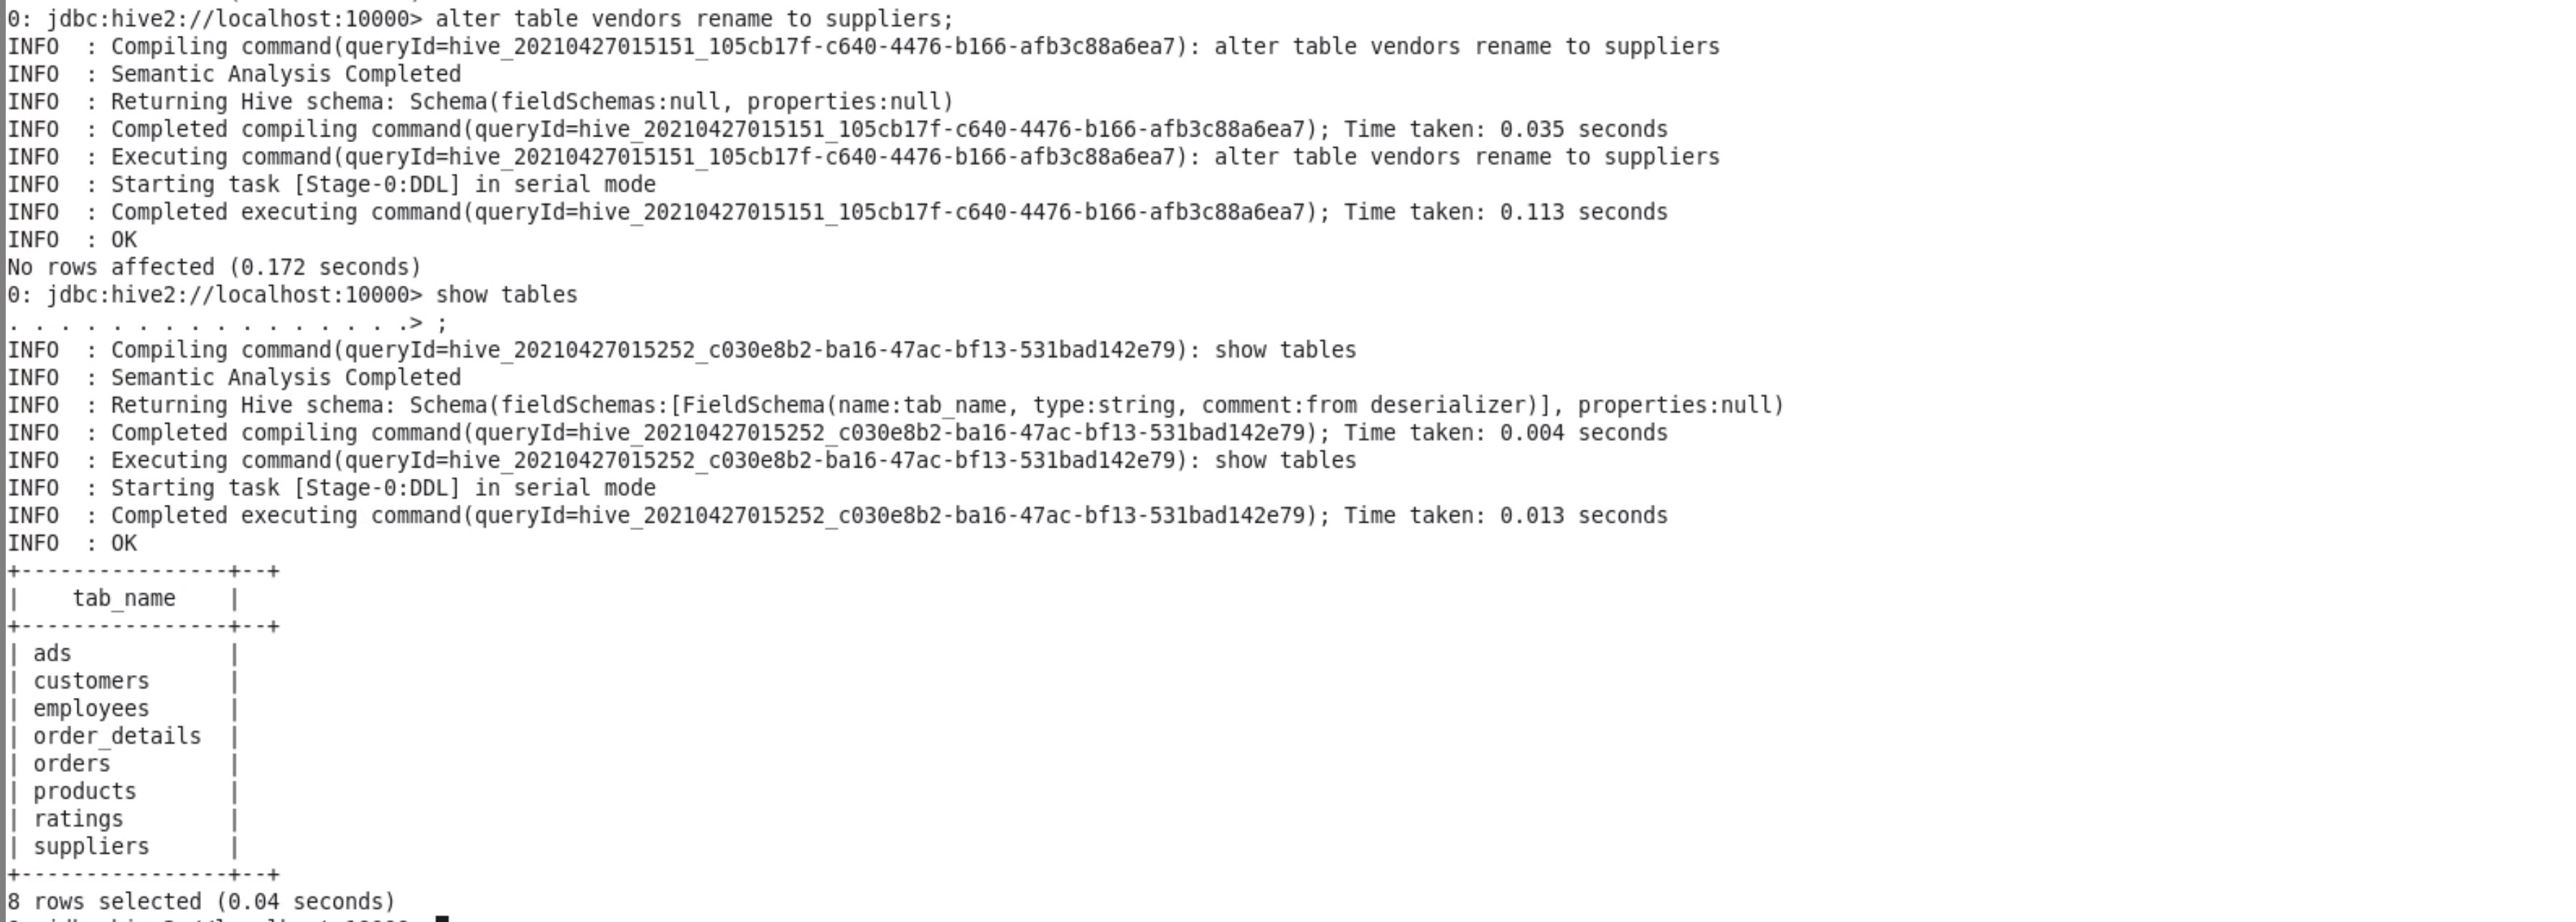 0: jdbc:hive2://localhost:10000> alter table vendors rename to suppliers;
INFO  : Compiling command(queryId=hive_20210427015151_105cb17f-c640-4476-b166-afb3c88a6ea7): alter table vendors rename to suppliers
INFO  : Semantic Analysis Completed
INFO  : Returning Hive schema: Schema(fieldSchemas:null, properties:null)
INFO  : Completed compiling command(queryId=hive_20210427015151_105cb17f-c640-4476-b166-afb3c88a6ea7); Time taken: 0.035 seconds
INFO  : Executing command(queryId=hive_20210427015151_105cb17f-c640-4476-b166-afb3c88a6ea7): alter table vendors rename to suppliers
INFO  : Starting task [Stage-0:DDL] in serial mode
INFO  : Completed executing command(queryId=hive_20210427015151_105cb17f-c640-4476-b166-afb3c88a6ea7); Time taken: 0.113 seconds
INFO  : OK
No rows affected (0.172 seconds)
0: jdbc:hive2://localhost:10000> show tables
. . . . . . . . . . . . . . . .> ;
INFO  : Compiling command(queryId=hive_20210427015252_c030e8b2-ba16-47ac-bf13-531bad142e79): show tables
INFO  : Semantic Analysis Completed
INFO  : Returning Hive schema: Schema(fieldSchemas:[FieldSchema(name:tab_name, type:string, comment:from deserializer)], properties:null)
INFO  : Completed compiling command(queryId=hive_20210427015252_c030e8b2-ba16-47ac-bf13-531bad142e79); Time taken: 0.004 seconds
INFO  : Executing command(queryId=hive_20210427015252_c030e8b2-ba16-47ac-bf13-531bad142e79): show tables
INFO  : Starting task [Stage-0:DDL] in serial mode
INFO  : Completed executing command(queryId=hive_20210427015252_c030e8b2-ba16-47ac-bf13-531bad142e79); Time taken: 0.013 seconds
INFO  : OK
+----------------+--+
|    tab_name    |
+----------------+--+
| ads            |
| customers      |
| employees      |
| order_details  |
| orders         |
| products       |
| ratings        |
| suppliers      |
+----------------+--+
8 rows selected (0.04 seconds)